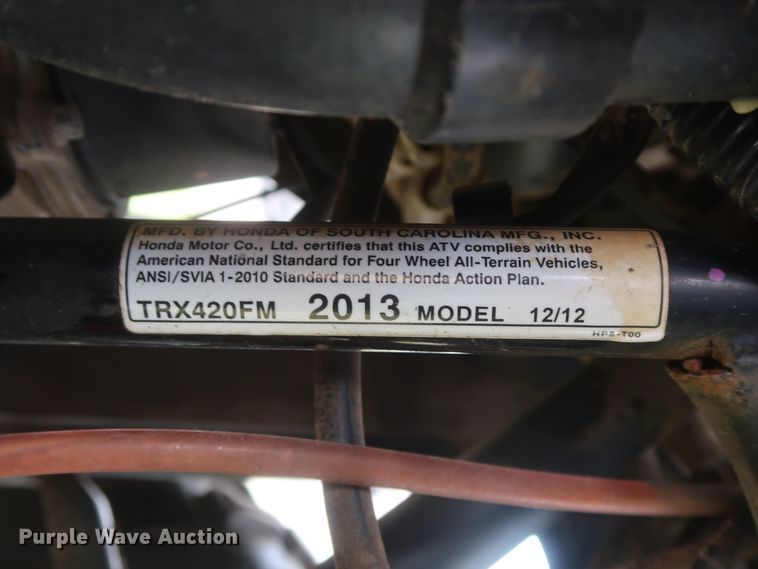 MFD. BY HONDA OF SOUTH CAROLINA MFG., INC.
Honda Motor Co., Ltd. certifies that this ATV complies with the
American National Standard for Four Wheel All-Terrain Vehicles,
ANSI/SVIA 1-2010 Standard and the Honda Action Plan.
TRX420FM 2013 MODEL 12/12
HP5-T00
Purple Wave Auction